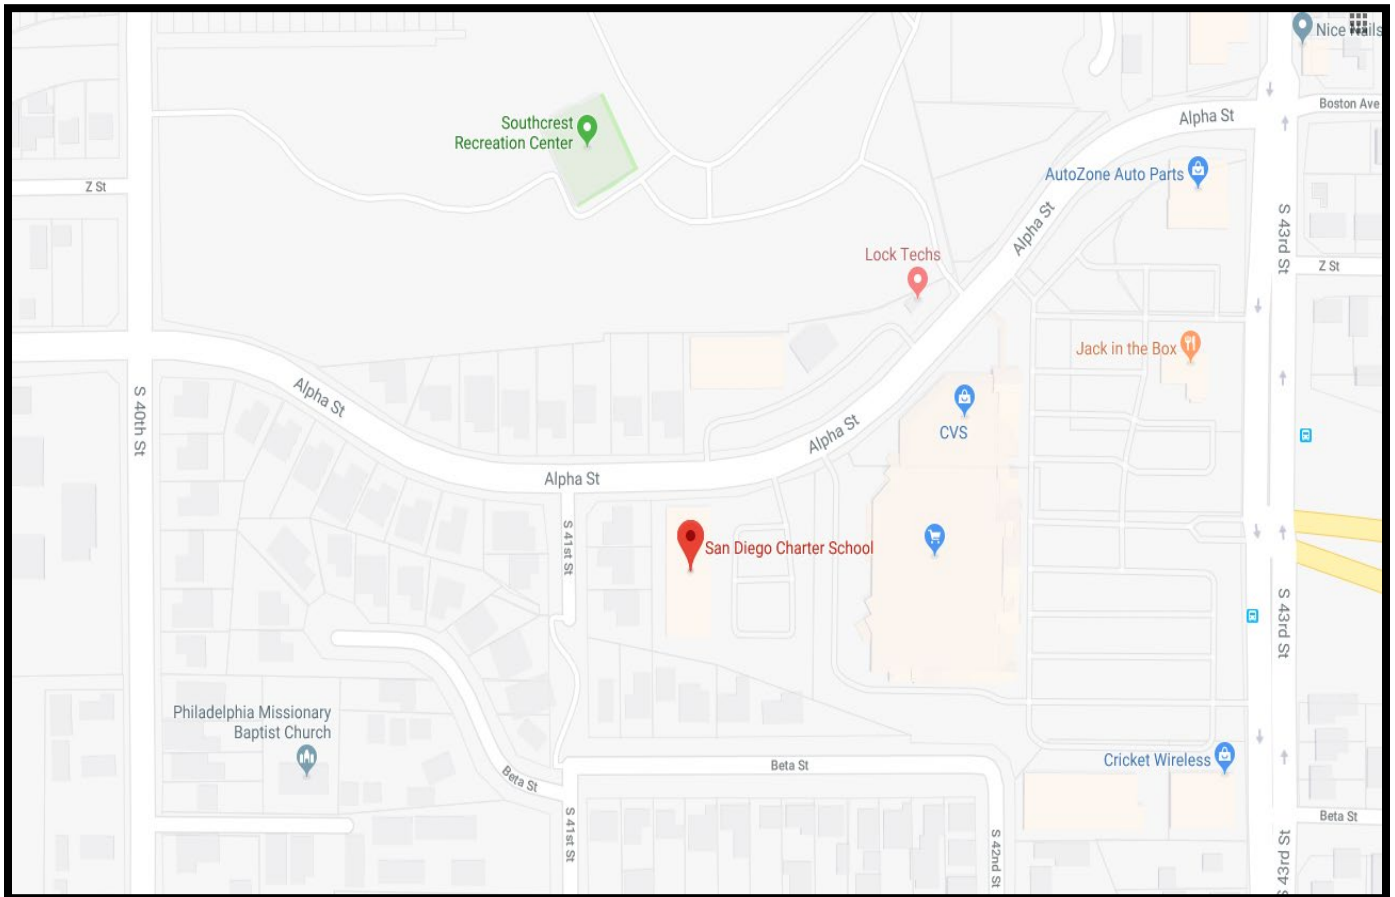 Nice Nails
Boston Ave
Alpha St
Southcrest
Recreation Center
AutoZone Auto Parts
Z St
Alpha St
S 43rd St
Lock Techs
Z St
Jack in the Box
Alpha St
S 40th St
CVS
Alpha St
Alpha St
S 41st St
San Diego Charter School
S 43rd St
Philadelphia Missionary
Baptist Church
Cricket Wireless
Beta St
Beta St
Beta St
S 41st St
S 42nd St
S 43rd St